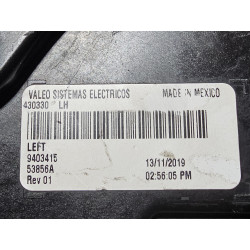 VALEO SISTEMAS ELECTRICOS MADE IN MEXICO
430330 LH
LEFT
9403415 13/11/2019
53856A 02:56:05 PM
Rev 01